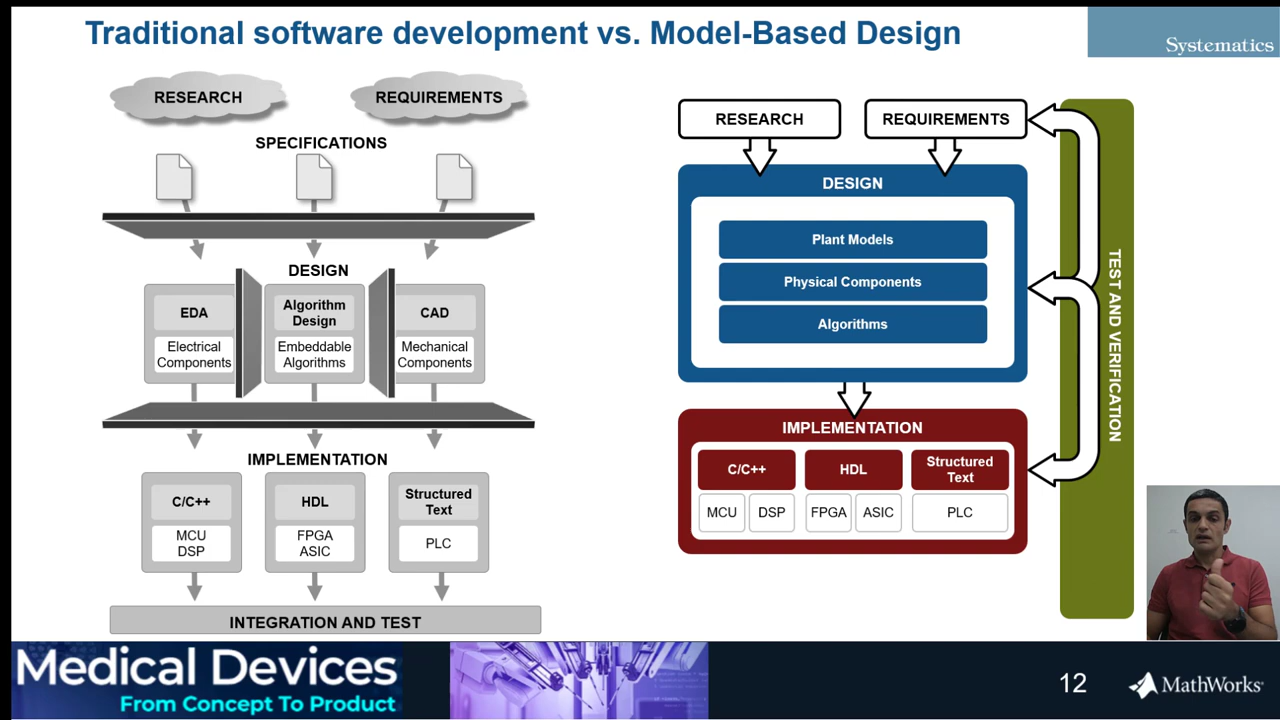 Traditional software development vs. Model-Based Design
Systematics
RESEARCH
REQUIREMENTS
SPECIFICATIONS
DESIGN
EDA
Electrical
Components
Algorithm
Design
Embeddable
Algorithms
CAD
Mechanical
Components
IMPLEMENTATION
C/C++
MCU
DSP
HDL
FPGA
ASIC
Structured
Text
PLC
INTEGRATION AND TEST
RESEARCH
REQUIREMENTS
DESIGN
Plant Models
Physical Components
Algorithms
IMPLEMENTATION
C/C++
MCU
DSP
HDL
FPGA
ASIC
Structured
Text
PLC
TEST AND VERIFICATION
Medical Devices
From Concept To Product
12
MathWorks